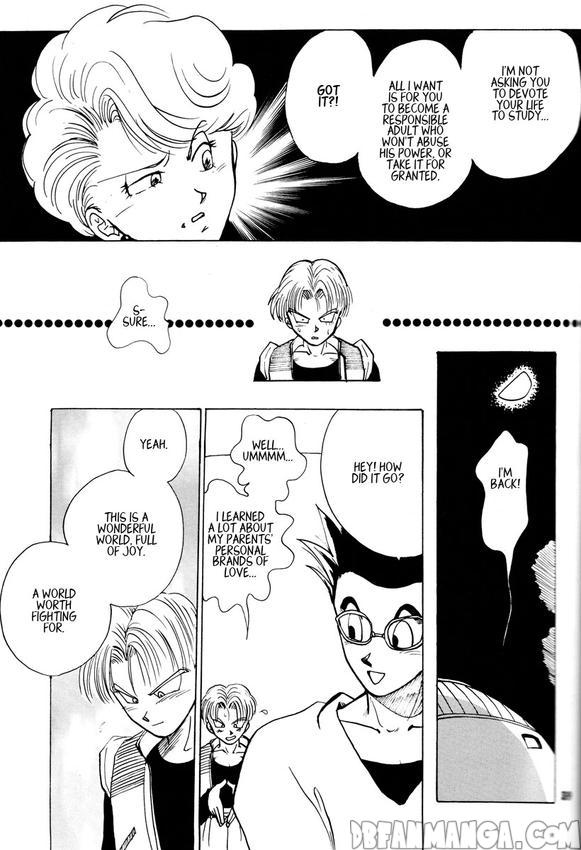 I'M NOT
ASKING YOU
TO DEVOTE
YOUR LIFE
TO STUDY...
ALL I WANT
IS FOR YOU
TO BECOME A
RESPONSIBLE
ADULT WHO
WON'T ABUSE
HIS POWER, OR
TAKE IT FOR
GRANTED.
GOT
IT?!
S-
SURE...
I'M
BACK!
HEY! HOW
DID IT GO?
WELL...
UMMMM...
I LEARNED
A LOT ABOUT
MY PARENTS'
PERSONAL
BRANDS OF
LOVE...
YEAH.
THIS IS A
WONDERFUL
WORLD, FULL
OF JOY.
A WORLD
WORTH
FIGHTING
FOR.
DBFANMANGA.COM